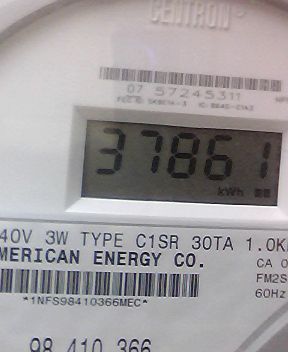 CENTRON
07 57245311
37861
kWh
40V 3W TYPE C1SR 30TA 1.0K
MERICAN ENERGY CO.
CA 0
FM2S
60Hz
*1NFS98410366MEC*
98 410 366